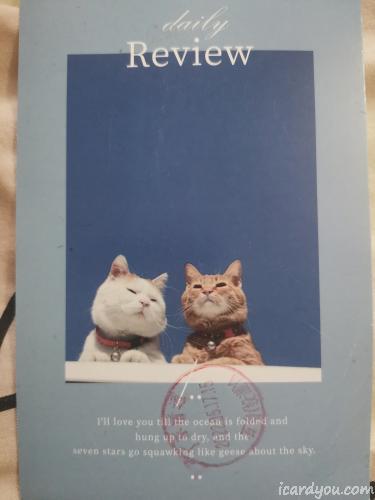 daily
Review
I'll love you till the ocean is folded and
hung up to dry, and the
seven stars go squawking like geese about the sky.
icardyou.com